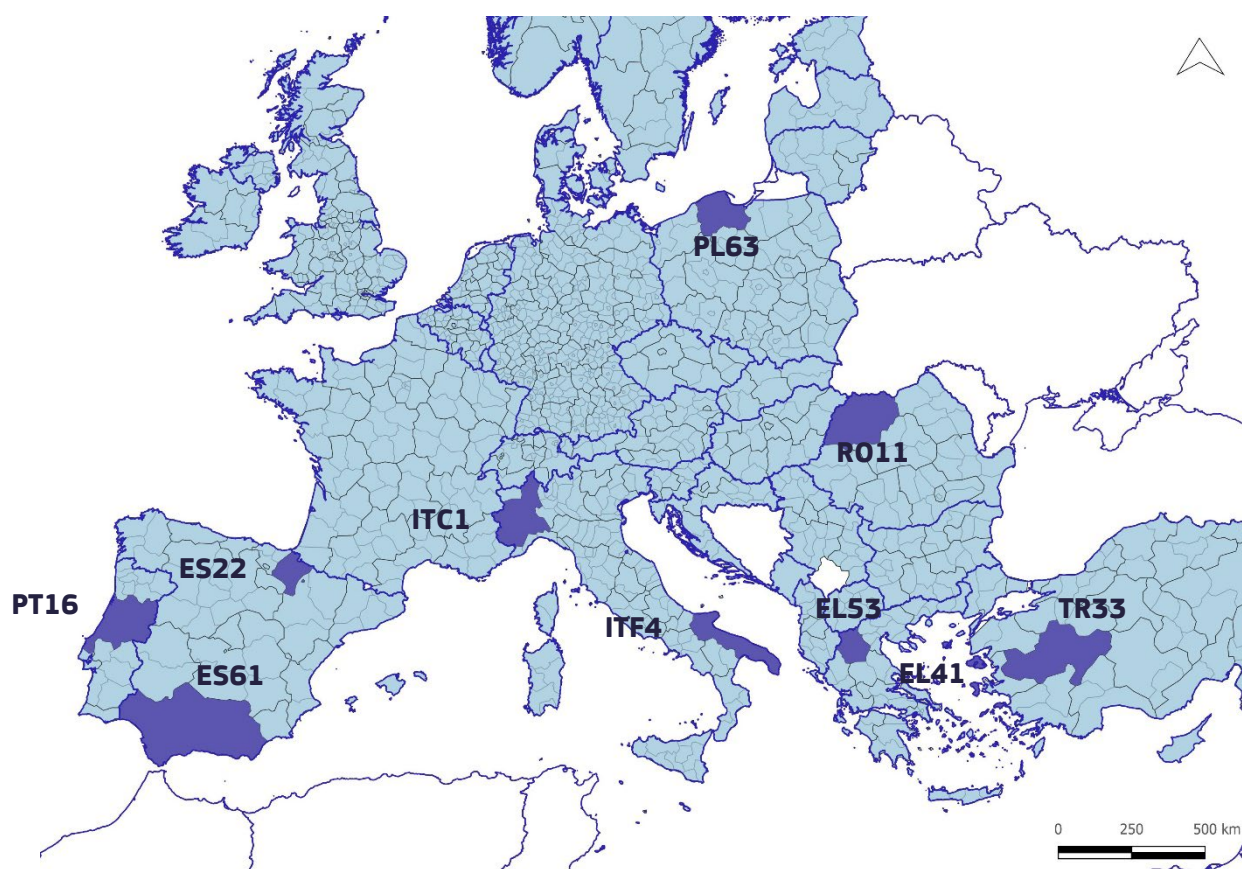 PL63
RO11
ITC1
ES22
PT16
EL53
TR33
ITF4
EL41
ES61
0 250 500 km